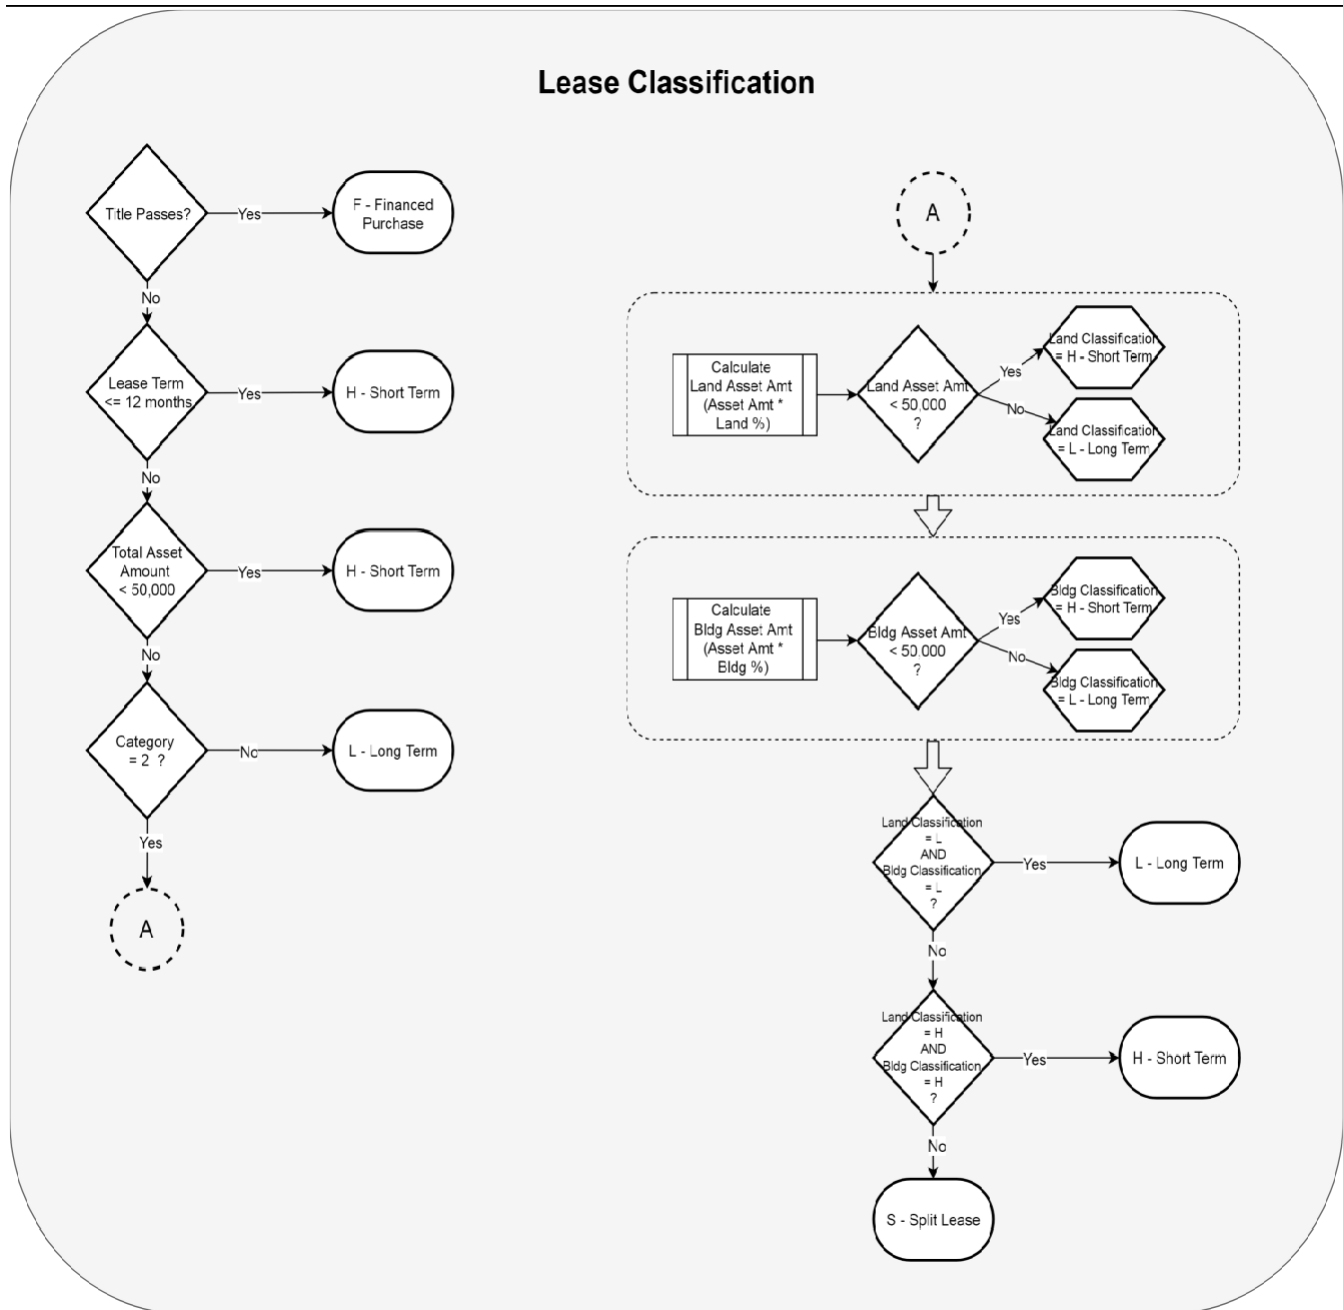 Lease Classification
Title Passes?
Yes
F - Financed
Purchase
No
Lease Term
<= 12 months
Yes
H - Short Term
No
Total Asset
Amount
< 50,000
Yes
H - Short Term
No
Category
= 2 ?
No
L - Long Term
Yes
A
A
Calculate
Land Asset Amt
(Asset Amt *
Land %)
Land Asset Amt
< 50,000
?
Yes
Land Classification
= H - Short Term
No
Land Classification
= L - Long Term
Calculate
Bldg Asset Amt
(Asset Amt *
Bldg %)
Bldg Asset Amt
< 50,000
?
Yes
Bldg Classification
= H - Short Term
No
Bldg Classification
= L - Long Term
Land Classification
= L
AND
Bldg Classification
= L
?
Yes
L - Long Term
No
Land Classification
= H
AND
Bldg Classification
= H
?
Yes
H - Short Term
No
S - Split Lease